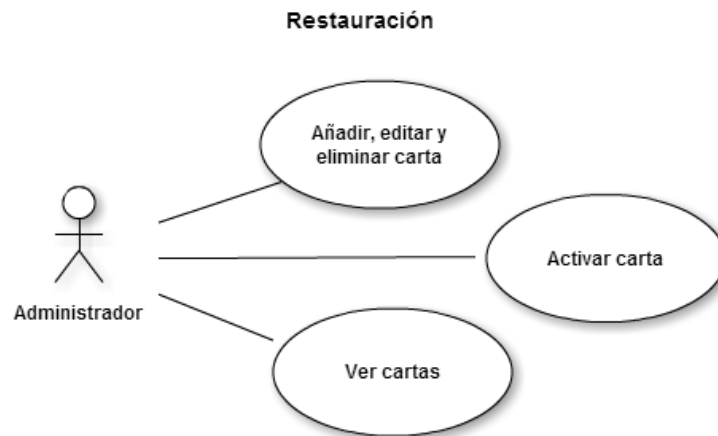 Restauración
Añadir, editar y
eliminar carta
Activar carta
Administrador
Ver cartas